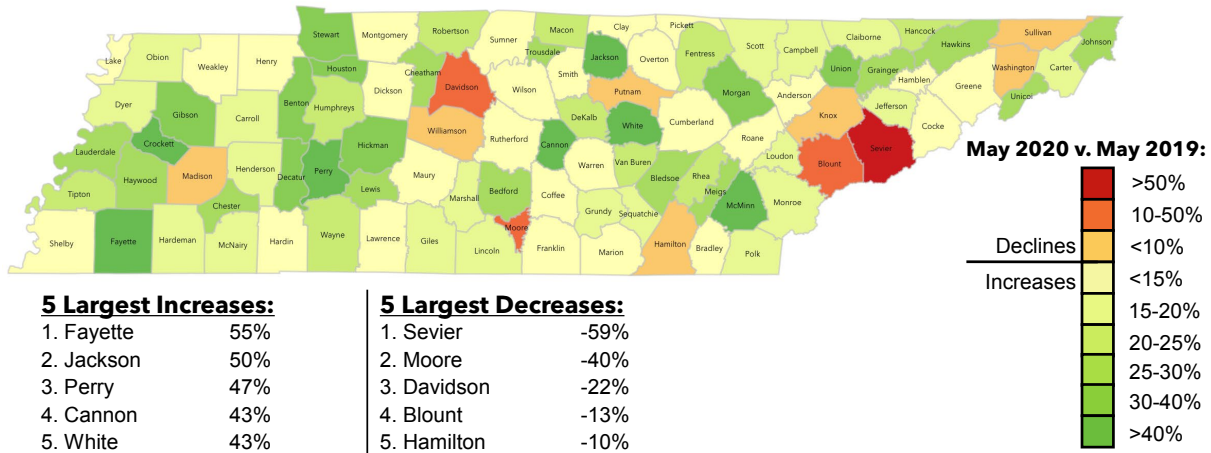 Stewart Montgomery Robertson Sumner Macon Clay Pickett
Lake Obion Weakley Henry Houston Cheatham Davidson Trousdale Smith Jackson Overton Fentress Scott Campbell Claiborne Hancock Hawkins Sullivan Johnson
Dyer Gibson Carroll Benton Humphreys Dickson Wilson Putnam Morgan Anderson Union Grainger Hamblen Greene Washington Carter Unicoi
Lauderdale Crockett Madison Henderson Decatur Perry Hickman Williamson Rutherford Cannon DeKalb White Cumberland Roane Knox Jefferson Sevier Cocke
Tipton Haywood Chester Lewis Maury Marshall Bedford Coffee Warren Van Buren Bledsoe Rhea Meigs McMinn Loudon Blount Monroe
Shelby Fayette Hardeman McNairy Hardin Wayne Lawrence Giles Lincoln Moore Franklin Grundy Sequatchie Marion Hamilton Bradley Polk
May 2020 v. May 2019:
>50%
10-50%
Declines <10%
Increases <15%
15-20%
20-25%
25-30%
30-40%
>40%
5 Largest Increases:
1. Fayette 55%
2. Jackson 50%
3. Perry 47%
4. Cannon 43%
5. White 43%
5 Largest Decreases:
1. Sevier -59%
2. Moore -40%
3. Davidson -22%
4. Blount -13%
5. Hamilton -10%